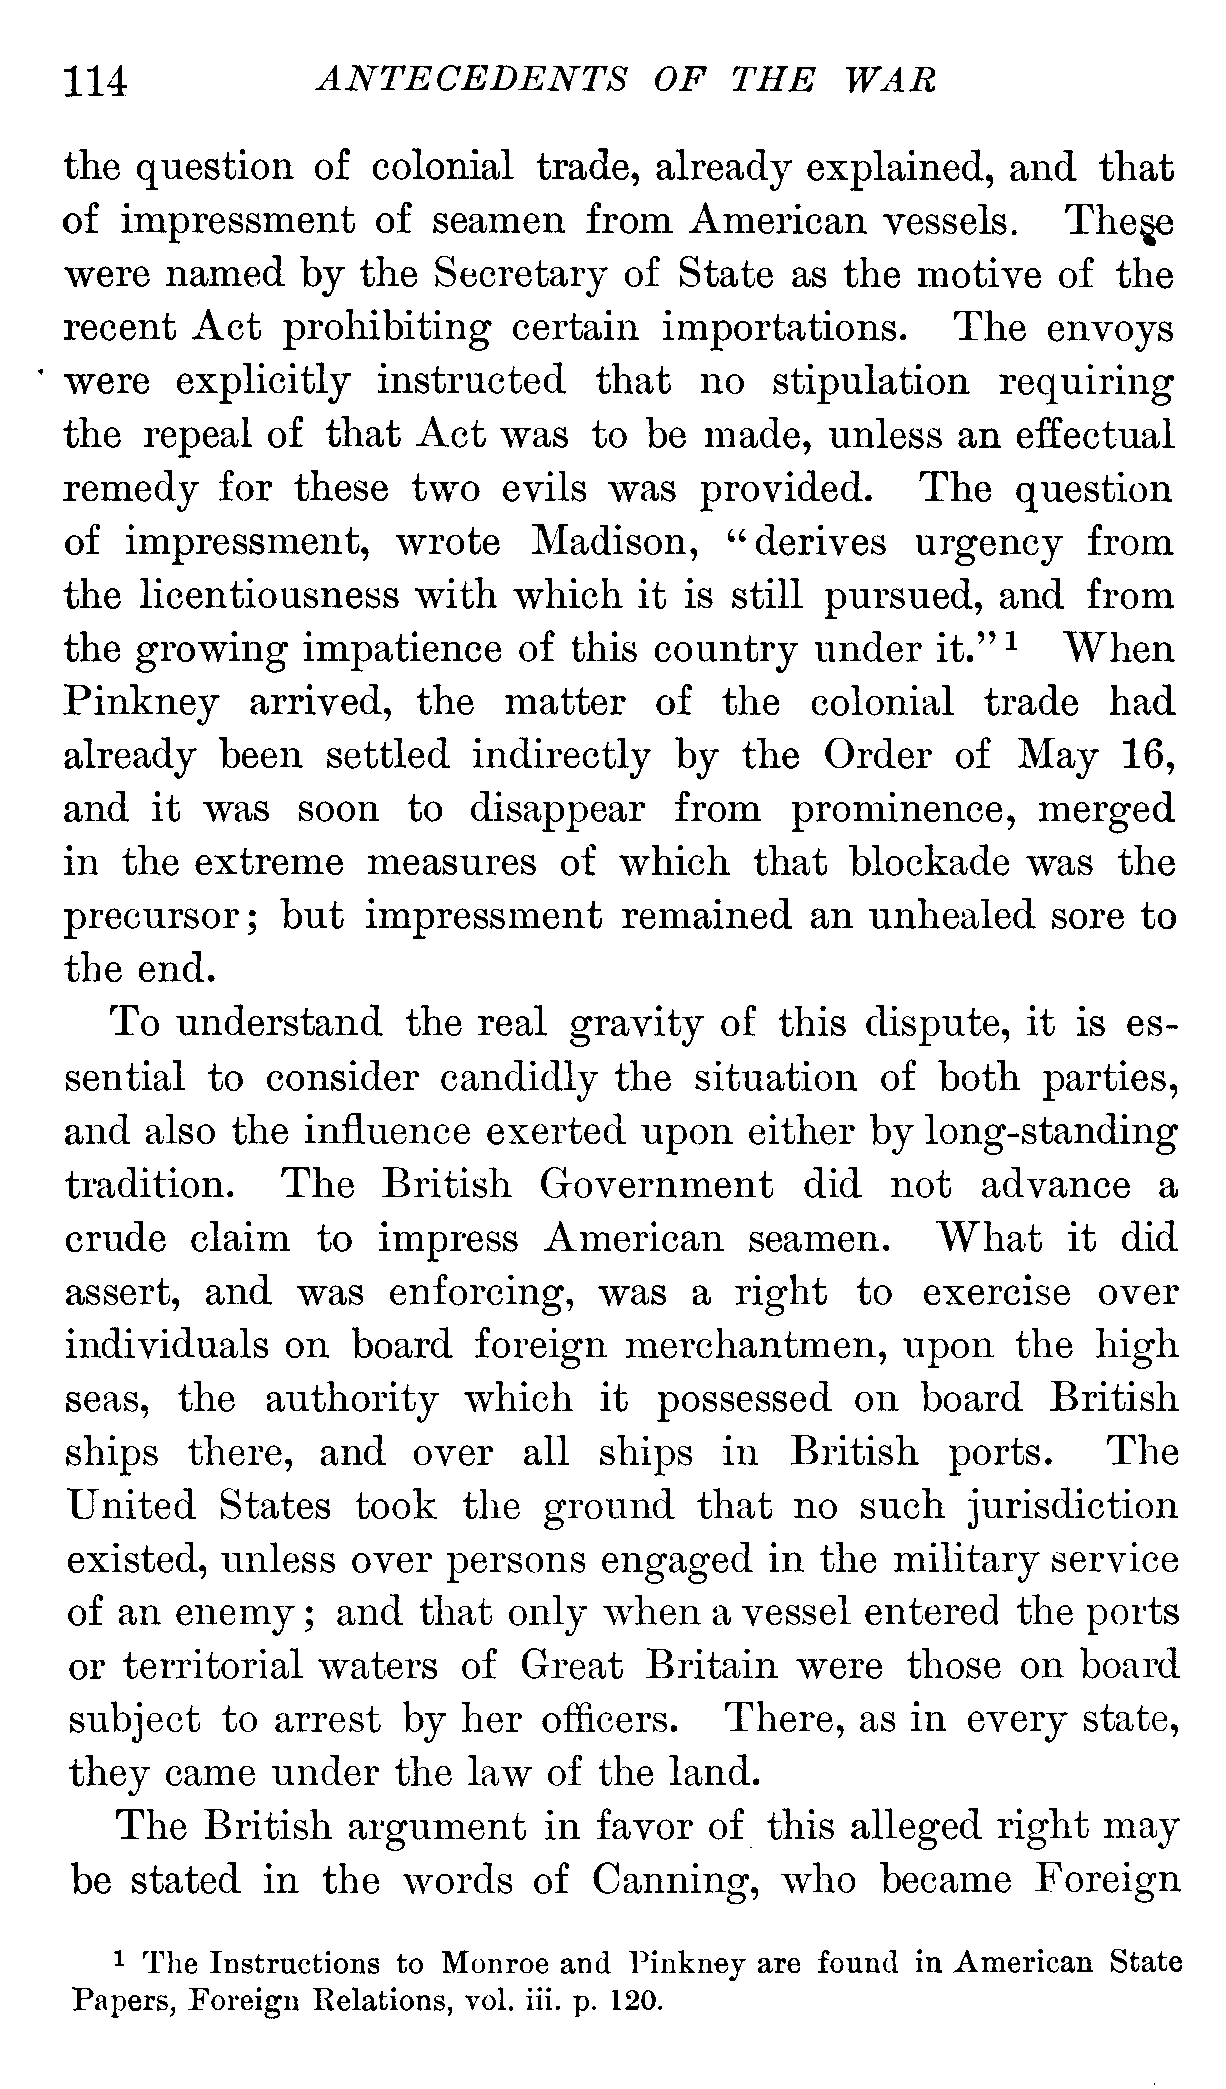 114 ANTECEDENTS OF THE WAR
the question of colonial trade, already explained, and that
of impressment of seamen from American vessels. These
were named by the Secretary of State as the motive of the
recent Act prohibiting certain importations. The envoys
were explicitly instructed that no stipulation requiring
the repeal of that Act was to be made, unless an effectual
remedy for these two evils was provided. The question
of impressment, wrote Madison, “derives urgency from
the licentiousness with which it is still pursued, and from
the growing impatience of this country under it.”¹ When
Pinkney arrived, the matter of the colonial trade had
already been settled indirectly by the Order of May 16,
and it was soon to disappear from prominence, merged
in the extreme measures of which that blockade was the
precursor; but impressment remained an unhealed sore to
the end.
To understand the real gravity of this dispute, it is es-
sential to consider candidly the situation of both parties,
and also the influence exerted upon either by long-standing
tradition. The British Government did not advance a
crude claim to impress American seamen. What it did
assert, and was enforcing, was a right to exercise over
individuals on board foreign merchantmen, upon the high
seas, the authority which it possessed on board British
ships there, and over all ships in British ports. The
United States took the ground that no such jurisdiction
existed, unless over persons engaged in the military service
of an enemy; and that only when a vessel entered the ports
or territorial waters of Great Britain were those on board
subject to arrest by her officers. There, as in every state,
they came under the law of the land.
The British argument in favor of this alleged right may
be stated in the words of Canning, who became Foreign
¹ The Instructions to Monroe and Pinkney are found in American State
Papers, Foreign Relations, vol. iii. p. 120.